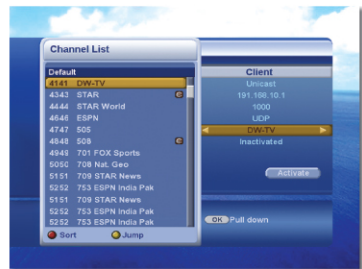 Channel List
Default
4141 DW-TV
4343 STAR
4444 STAR World
4646 ESPN
4747 505
4848 508
4949 701 FOX Sports
5050 708 Nat. Geo
5151 709 STAR News
5252 753 ESPN India Pak
5151 709 STAR News
5252 753 ESPN India Pak
5252 753 ESPN India Pak
Sort Jump
Client
Unicast
191.168.10.1
1000
UDP
DW-TV
Inactivated
Activate
OK Pull down